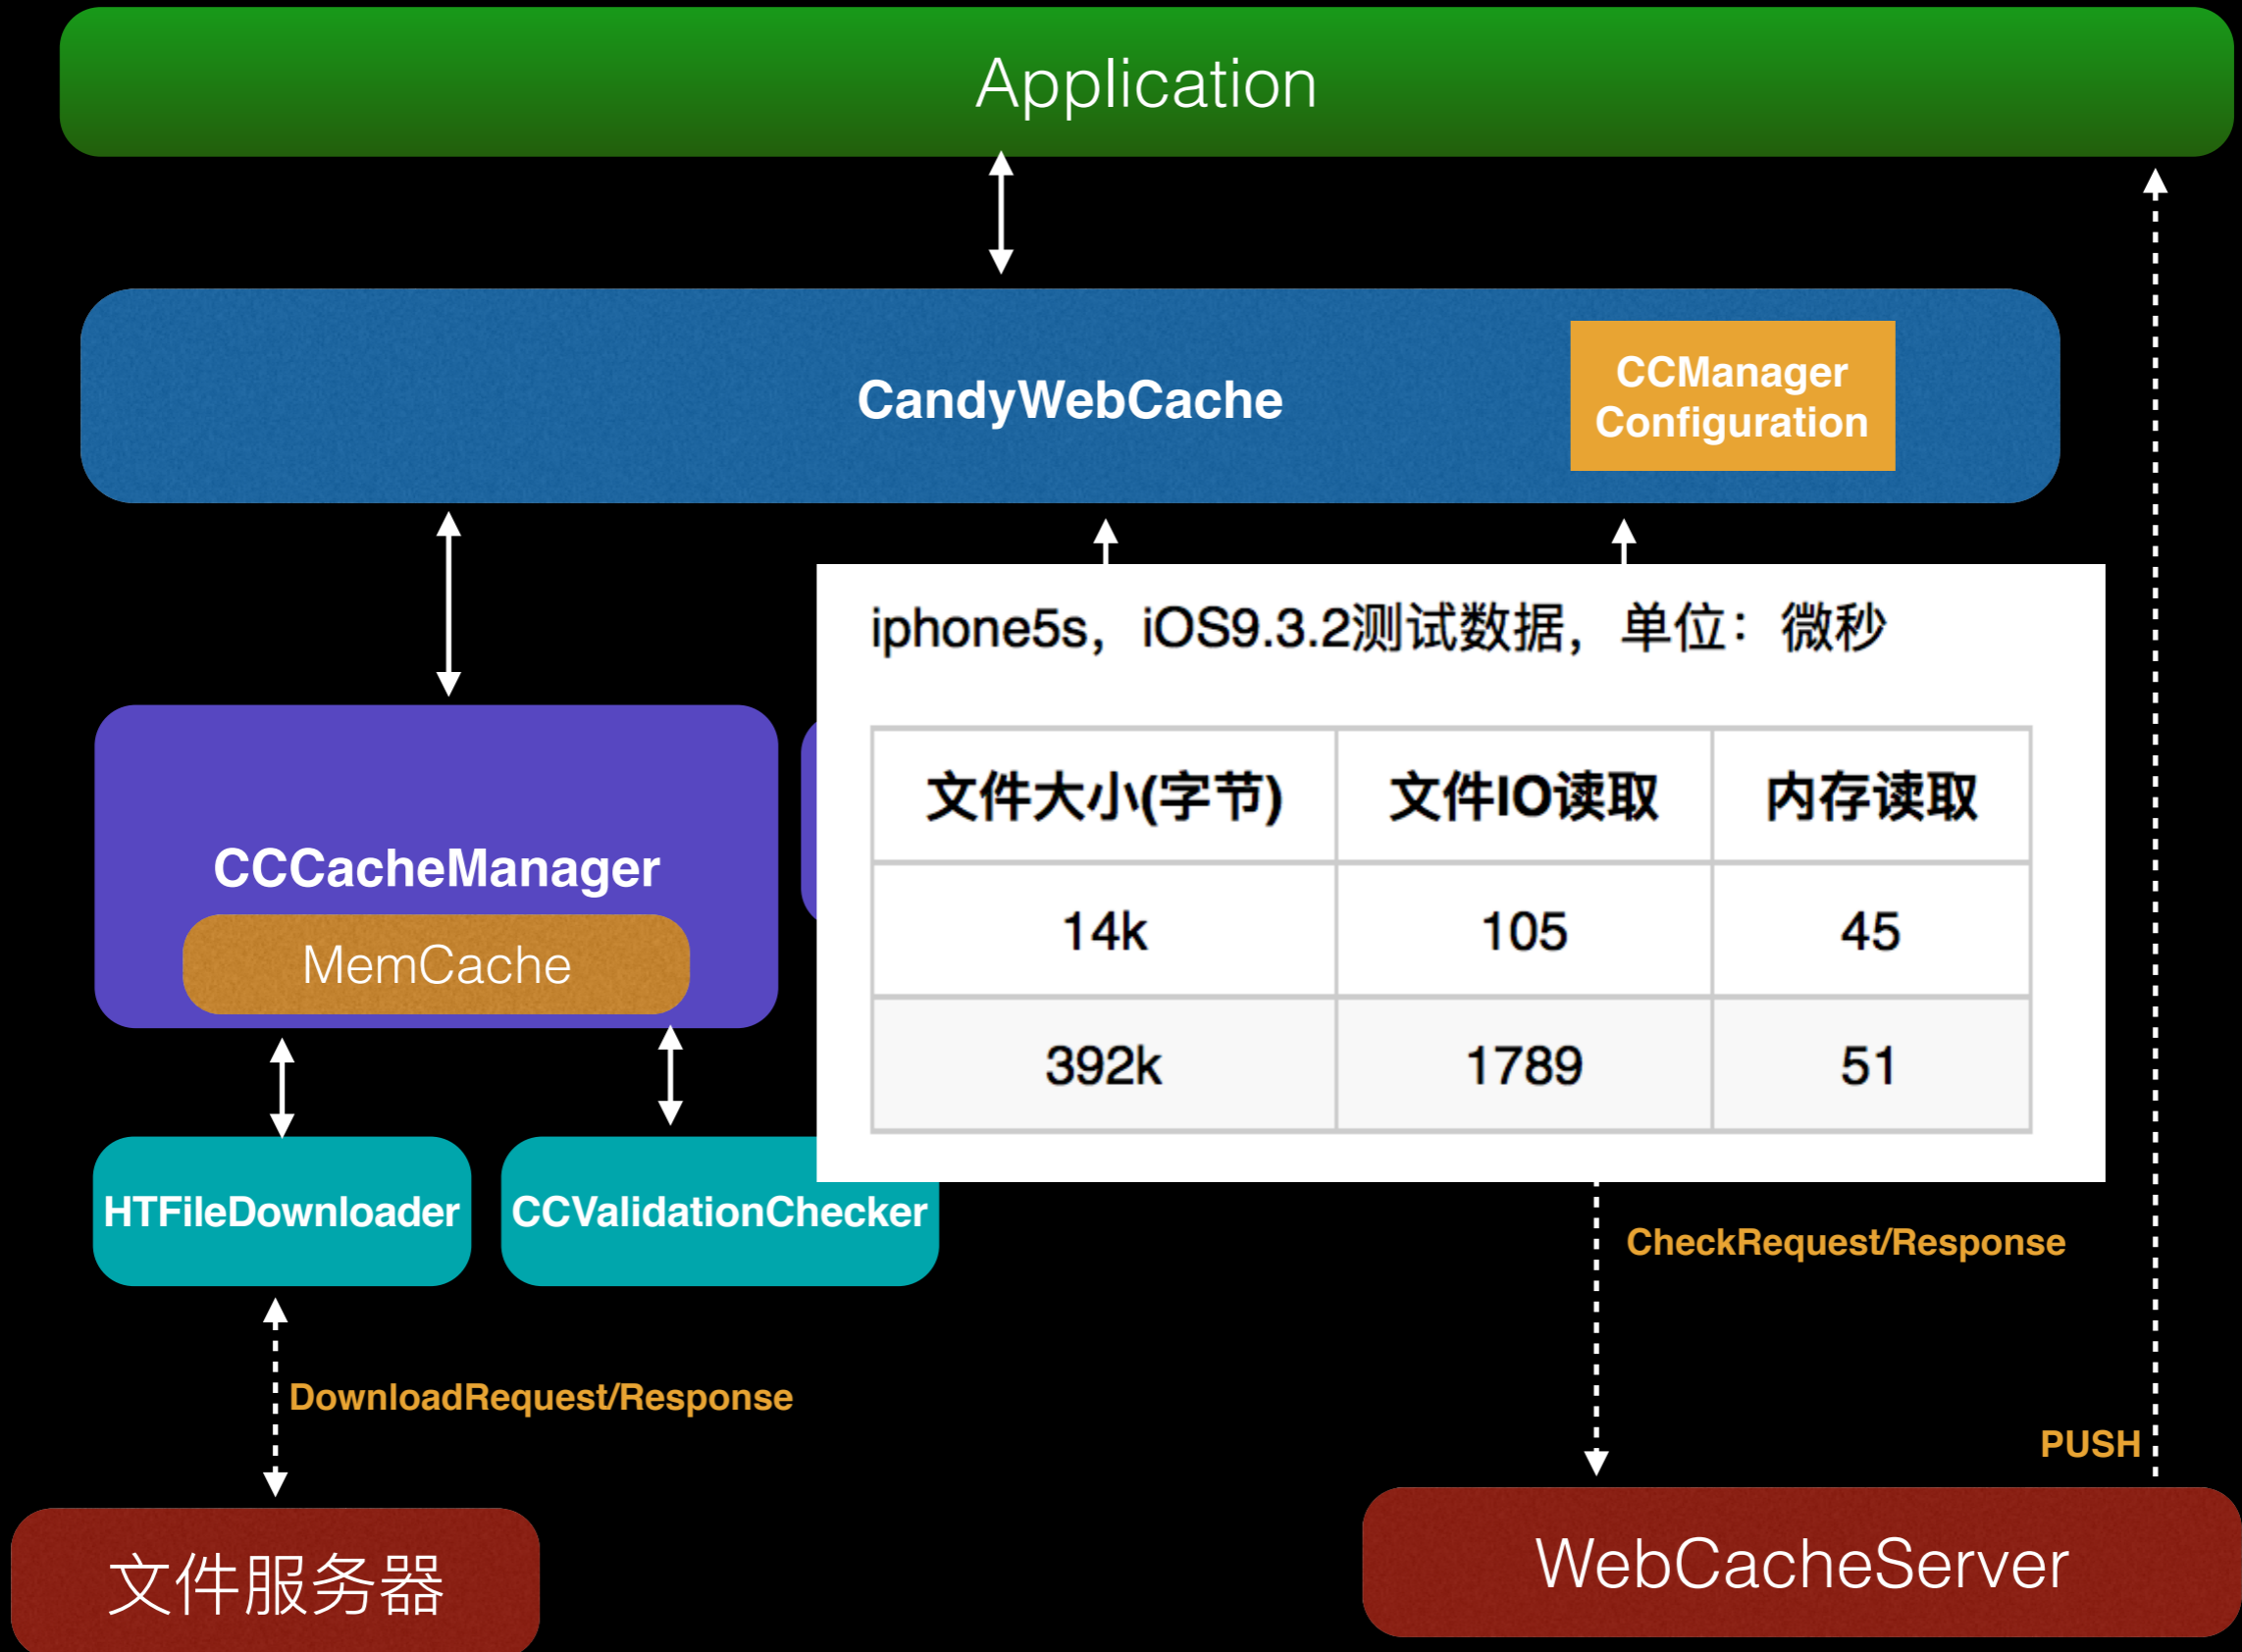 Application
CandyWebCache
CCManager
Configuration
iphone5s，iOS9.3.2测试数据，单位：微秒
文件大小(字节) 文件IO读取 内存读取
14k 105 45
392k 1789 51
CCCacheManager
MemCache
HTFileDownloader
CCValidationChecker
CheckRequest/Response
DownloadRequest/Response
PUSH
文件服务器
WebCacheServer